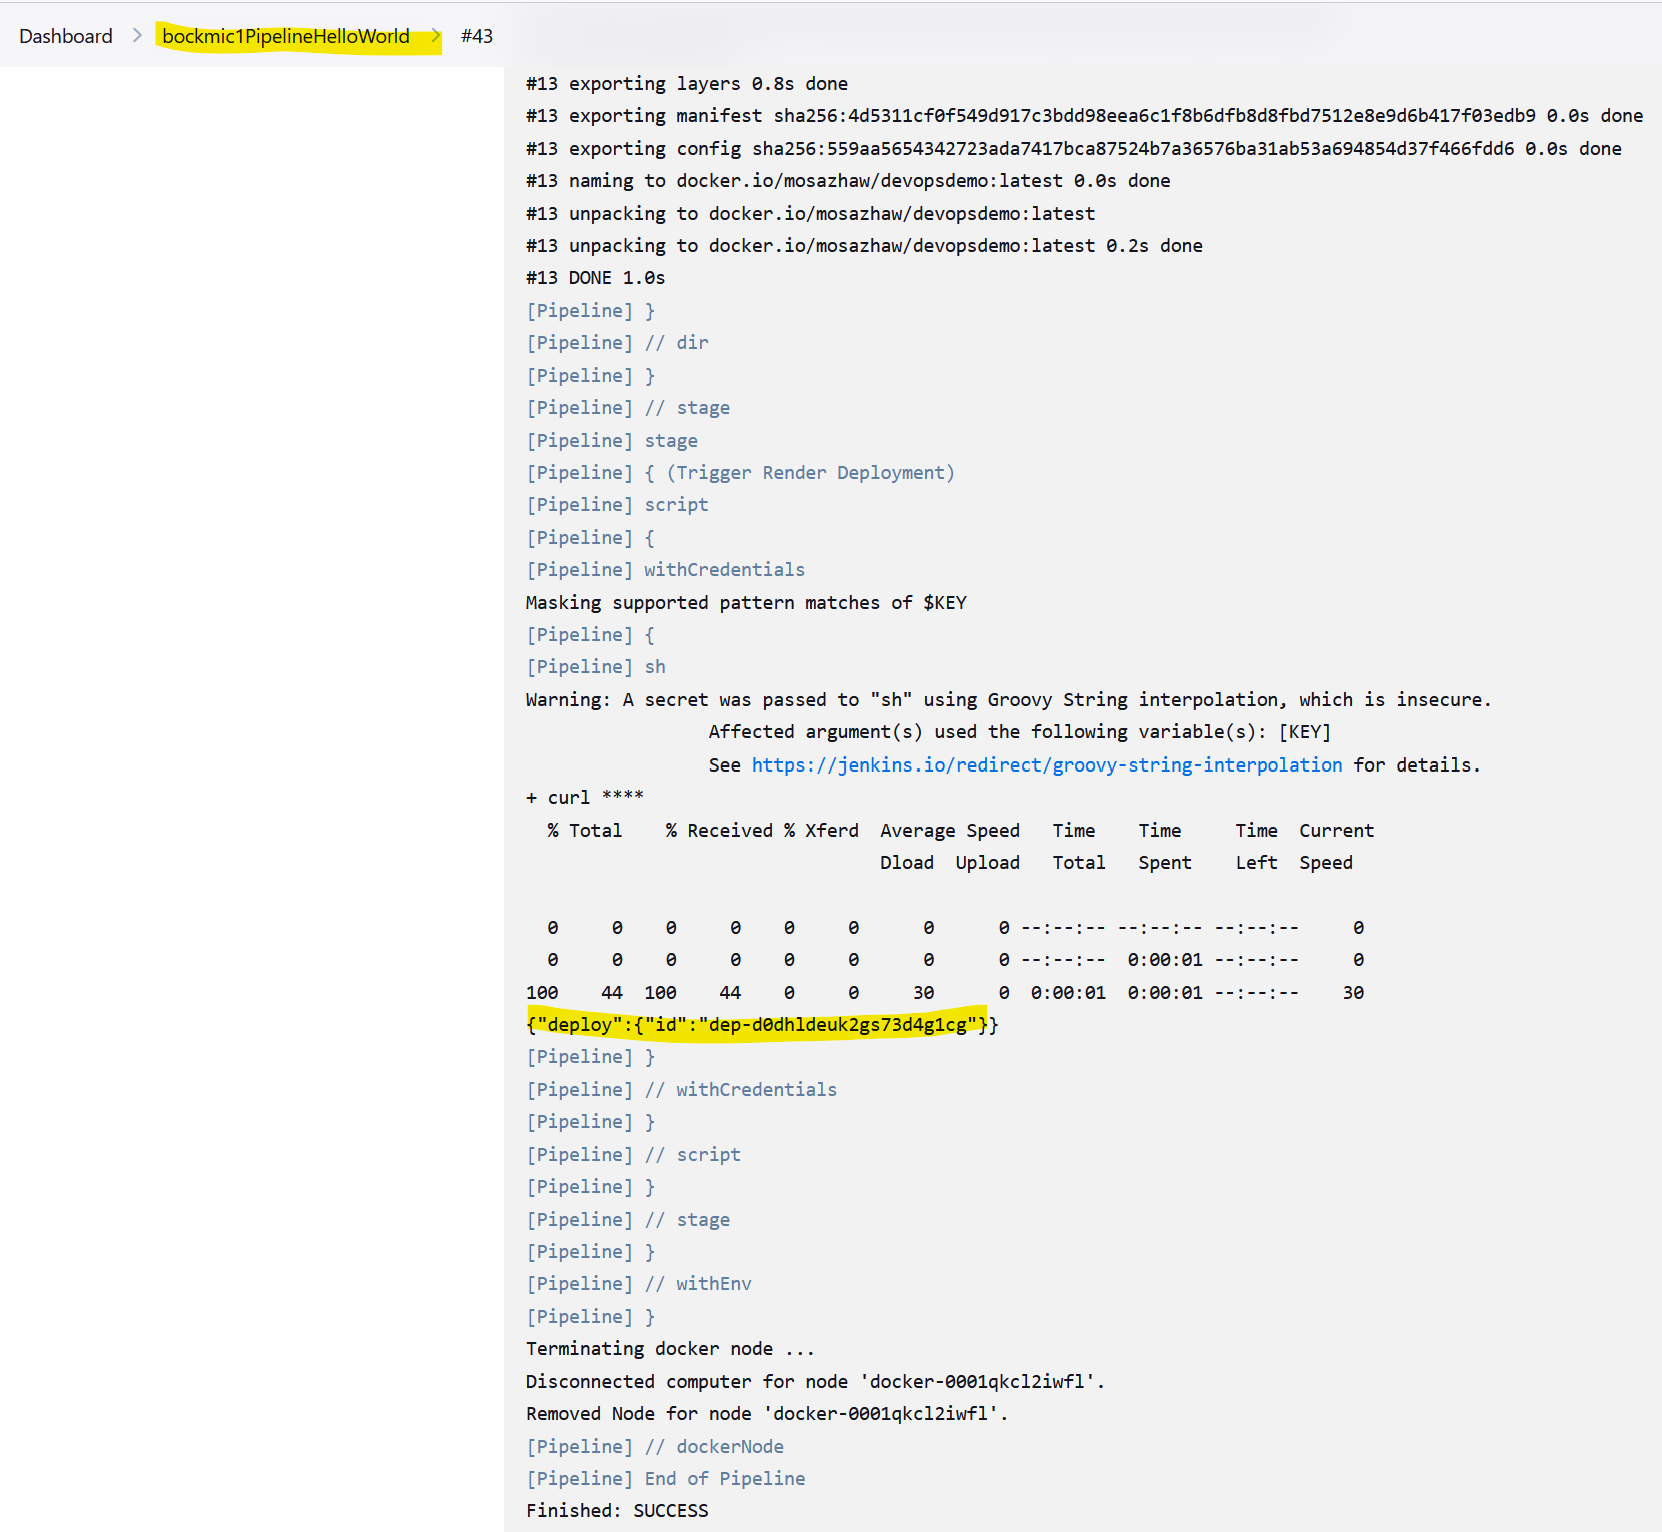 Dashboard > bockmic1PipelineHelloWorld > #43
#13 exporting layers 0.8s done
#13 exporting manifest sha256:4d5311cf0f549d917c3bdd98eea6c1f8b6dfb8d8fbd7512e8e9d6b417f03edb9 0.0s done
#13 exporting config sha256:559aa5654342723ada7417bca87524b7a36576ba31ab53a694854d37f466fdd6 0.0s done
#13 naming to docker.io/mosazhaw/devopsdemo:latest 0.0s done
#13 unpacking to docker.io/mosazhaw/devopsdemo:latest
#13 unpacking to docker.io/mosazhaw/devopsdemo:latest 0.2s done
#13 DONE 1.0s
[Pipeline] }
[Pipeline] // dir
[Pipeline] }
[Pipeline] // stage
[Pipeline] stage
[Pipeline] { (Trigger Render Deployment)
[Pipeline] script
[Pipeline] {
[Pipeline] withCredentials
Masking supported pattern matches of $KEY
[Pipeline] {
[Pipeline] sh
Warning: A secret was passed to "sh" using Groovy String interpolation, which is insecure.
Affected argument(s) used the following variable(s): [KEY]
See https://jenkins.io/redirect/groovy-string-interpolation for details.
+ curl ****
% Total % Received % Xferd Average Speed Time Time Time Current
Dload Upload Total Spent Left Speed
0 0 0 0 0 0 0 0 --:--:-- --:--:-- --:--:-- 0
0 0 0 0 0 0 0 0 --:--:-- 0:00:01 --:--:-- 0
100 44 100 44 0 0 30 0 0:00:01 0:00:01 --:--:-- 30
{"deploy":{"id":"dep-d0dhldeuk2gs73d4g1cg"}}
[Pipeline] }
[Pipeline] // withCredentials
[Pipeline] }
[Pipeline] // script
[Pipeline] }
[Pipeline] // stage
[Pipeline] }
[Pipeline] // withEnv
[Pipeline] }
Terminating docker node ...
Disconnected computer for node 'docker-0001qkcl2iwfl'.
Removed Node for node 'docker-0001qkcl2iwfl'.
[Pipeline] // dockerNode
[Pipeline] End of Pipeline
Finished: SUCCESS